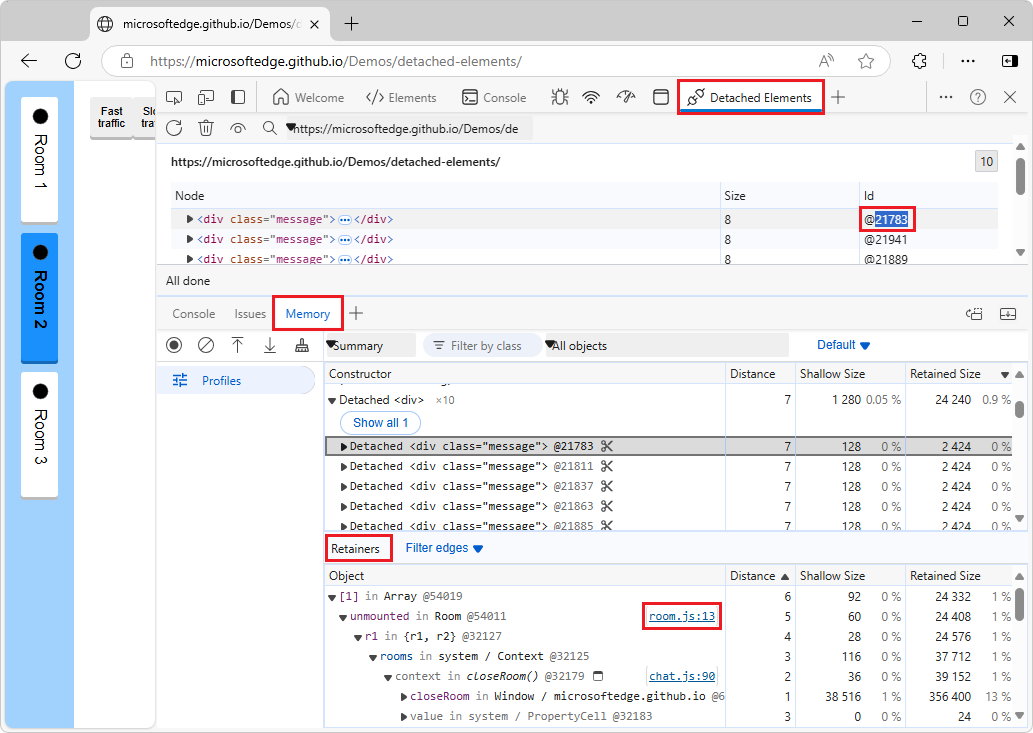 microsoftedge.github.io/Demos/c
https://microsoftedge.github.io/Demos/detached-elements/
Room 1
Room 2
Room 3
Fast traffic
Slo tra
Welcome
Elements
Console
Detached Elements
https://microsoftedge.github.io/Demo/de
https://microsoftedge.github.io/Demos/detached-elements/
10
Node Size Id
<div class="message"> ··· </div> 8 @21783
<div class="message"> ··· </div> 8 @21941
<div class="message"> ··· </div> 8 @21889
All done
Console Issues Memory
Summary Filter by class All objects Default
Profiles
Constructor Distance Shallow Size Retained Size
Detached <div> ×10 7 1 280 0.05 % 24 240 0.9 %
Show all 1
Detached <div class="message"> @21783 7 128 0 % 2 424 0 %
Detached <div class="message"> @21811 7 128 0 % 2 424 0 %
Detached <div class="message"> @21837 7 128 0 % 2 424 0 %
Detached <div class="message"> @21863 7 128 0 % 2 424 0 %
Detached <div class="message"> @21885 7 128 0 % 2 424 0 %
Retainers Filter edges
Object Distance Shallow Size Retained Size
[1] in Array @54019 6 92 0 % 24 332 1 %
unmounted in Room @54011 room.js:13 5 60 0 % 24 408 1 %
r1 in {r1, r2} @32127 4 28 0 % 24 576 1 %
rooms in system / Context @32125 3 116 0 % 37 712 1 %
context in closeRoom() @32179 chat.js:90 2 36 0 % 39 152 1 %
closeRoom in Window / microsoftedge.github.io @6 1 38 516 1 % 356 400 13 %
value in system / PropertyCell @32183 3 0 0 % 24 0 %